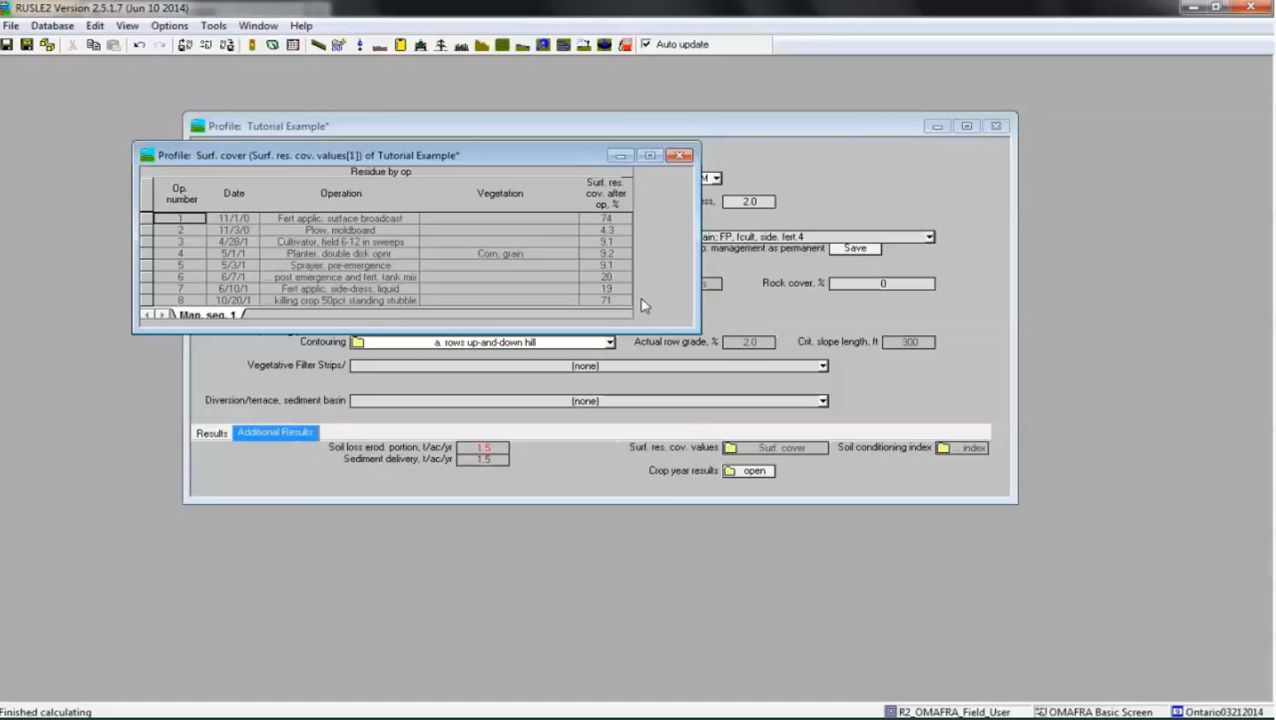 RUSLE2 Version 2.5.1.7 (Jun 10 2014)
File Database Edit View Options Tools Window Help
Auto update
Profile: Tutorial Example*
Profile: Surf. cover (Surf. res. cov. values[1] of Tutorial Example*
Residue by op
Op. number Date Operation Vegetation Surf. res. cov. after op, %
1 11/1/0 Fert applic. surface broadcast 74
2 11/3/0 Plow, moldboard 4.3
3 4/28/1 Cultivator, field 6-12 in sweeps 9.1
4 5/1/1 Planter, double disk opnr Corn, grain 9.2
5 5/3/1 Sprayer, pre-emergence 9.1
6 6/7/1 ... post emergence and fert. tank mix 20
7 6/10/1 Fert applic. side-dress, liquid 19
8 10/20/1 ... killing crop 50pct standing stubble 71
Man. seg. 1
M
ess, 2.0
ain; FP, fcult, side. fert.4
p. management as permanent Save
s Rock cover, % 0
Contouring a. rows up-and-down hill Actual row grade, % 2.0 Crit. slope length, ft 300
Vegetative Filter Strips/ (none)
Diversion/terrace, sediment basin (none)
Results Additional Results
Soil loss erod. portion, t/ac/yr 1.5 Surf. res. cov. values Surf. cover Soil conditioning index ... index
Sediment delivery, t/ac/yr 1.5
Crop year results open
Finished calculating R2_OMAFRA_Field_User OMAFRA Basic Screen Ontario03212014